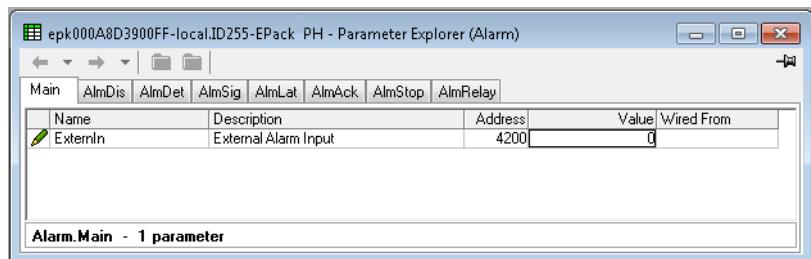 epk000A8D3900FF-local.ID255-EPack PH - Parameter Explorer (Alarm)
Main AlmDis AlmDet AlmSig AlmLat AlmAck AlmStop AlmRelay
Name Description Address Value Wired From
ExternIn External Alarm Input 4200 0
Alarm.Main - 1 parameter